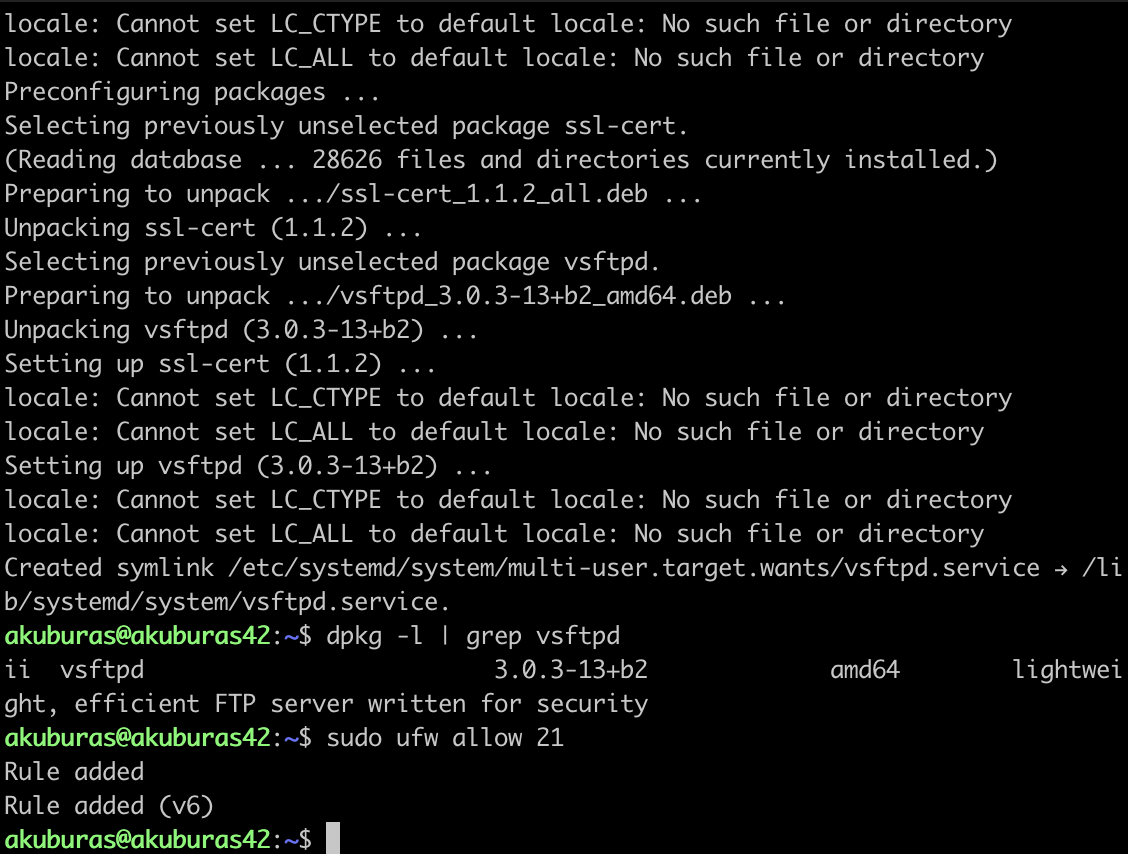 locale: Cannot set LC_CTYPE to default locale: No such file or directory
locale: Cannot set LC_ALL to default locale: No such file or directory
Preconfiguring packages ...
Selecting previously unselected package ssl-cert.
(Reading database ... 28626 files and directories currently installed.)
Preparing to unpack .../ssl-cert_1.1.2_all.deb ...
Unpacking ssl-cert (1.1.2) ...
Selecting previously unselected package vsftpd.
Preparing to unpack .../vsftpd_3.0.3-13+b2_amd64.deb ...
Unpacking vsftpd (3.0.3-13+b2) ...
Setting up ssl-cert (1.1.2) ...
locale: Cannot set LC_CTYPE to default locale: No such file or directory
locale: Cannot set LC_ALL to default locale: No such file or directory
Setting up vsftpd (3.0.3-13+b2) ...
locale: Cannot set LC_CTYPE to default locale: No such file or directory
locale: Cannot set LC_ALL to default locale: No such file or directory
Created symlink /etc/systemd/system/multi-user.target.wants/vsftpd.service → /li
b/systemd/system/vsftpd.service.
akuburas@akuburas42:~$ dpkg -l | grep vsftpd
ii  vsftpd                         3.0.3-13+b2             amd64        lightwei
ght, efficient FTP server written for security
akuburas@akuburas42:~$ sudo ufw allow 21
Rule added
Rule added (v6)
akuburas@akuburas42:~$